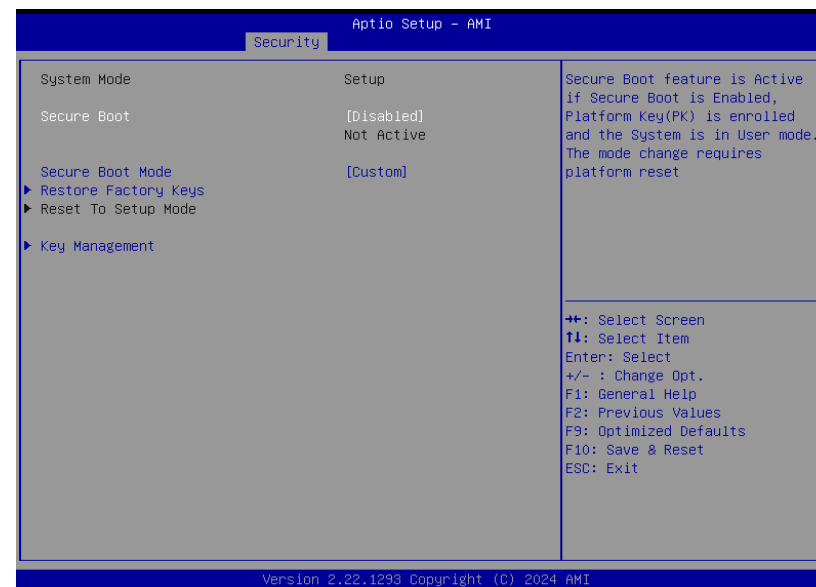 Aptio Setup – AMI
Security
System Mode Setup
Secure Boot [Disabled]
Not Active
Secure Boot Mode [Custom]
Restore Factory Keys
Reset To Setup Mode
Key Management
Secure Boot feature is Active
if Secure Boot is Enabled,
Platform Key(PK) is enrolled
and the System is in User mode.
The mode change requires
platform reset
→←: Select Screen
↑↓: Select Item
Enter: Select
+/- : Change Opt.
F1: General Help
F2: Previous Values
F9: Optimized Defaults
F10: Save & Reset
ESC: Exit
Version 2.22.1293 Copyright (C) 2024 AMI